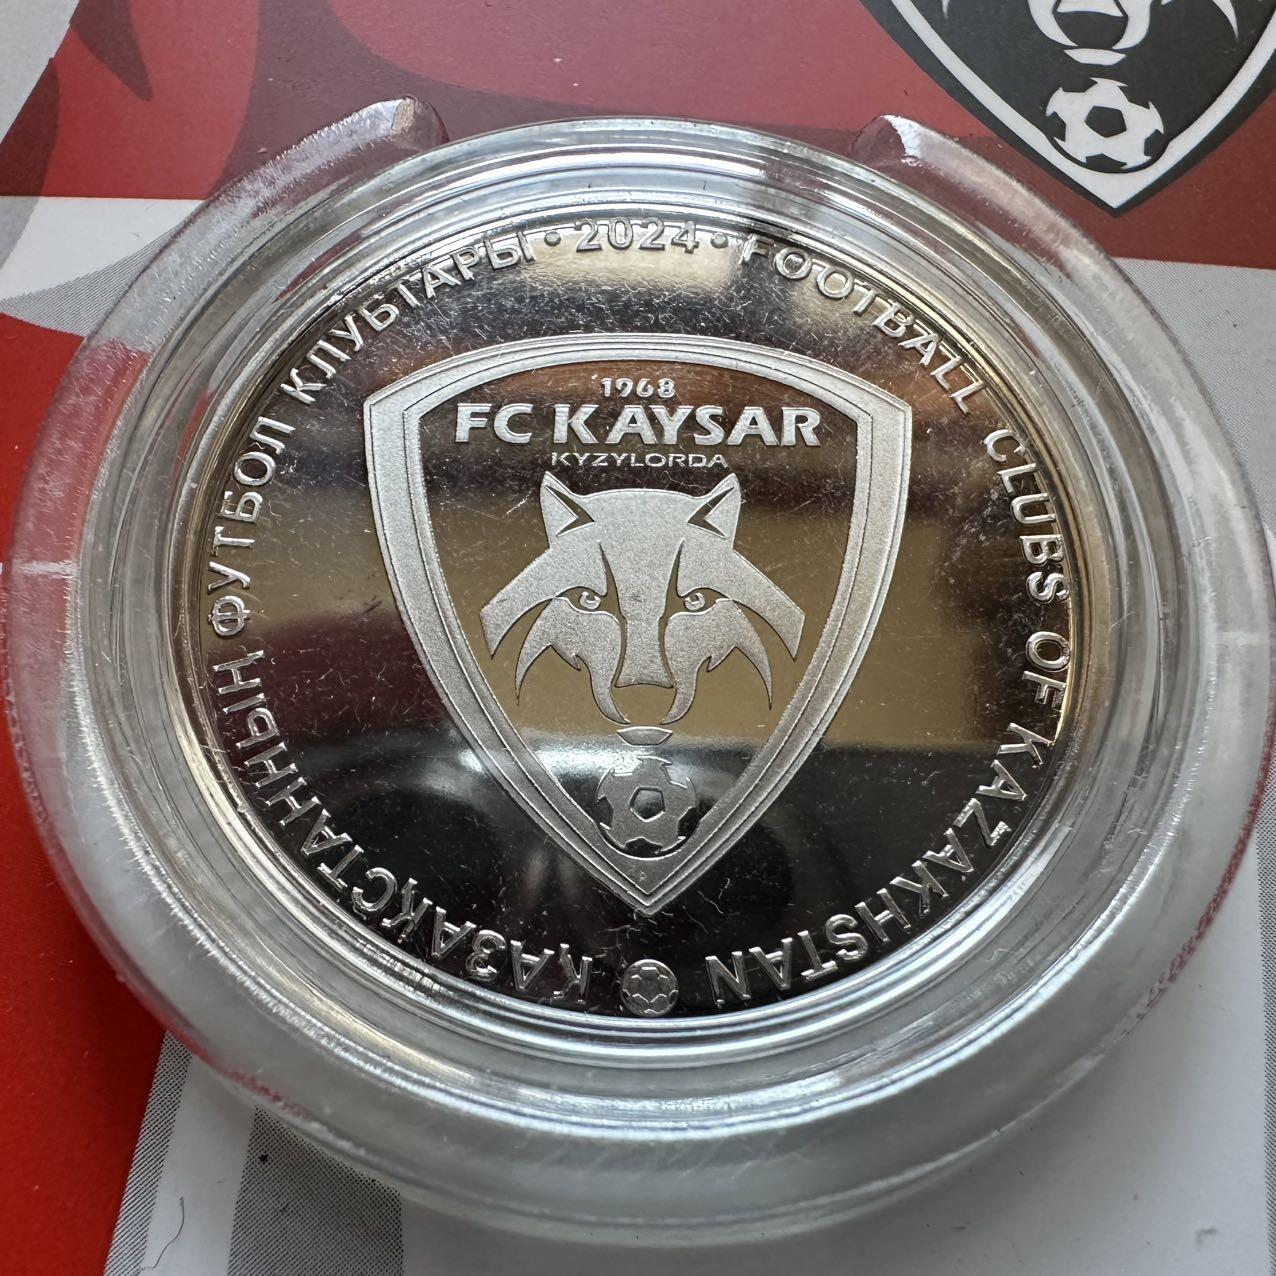 ҚАЗАҚСТАННЫҢ ФУТБОЛ КЛУБТАРЫ • 2024 • FOOTBALL CLUBS OF KAZAKHSTAN
1968
FC KAYSAR
KYZYLORDA